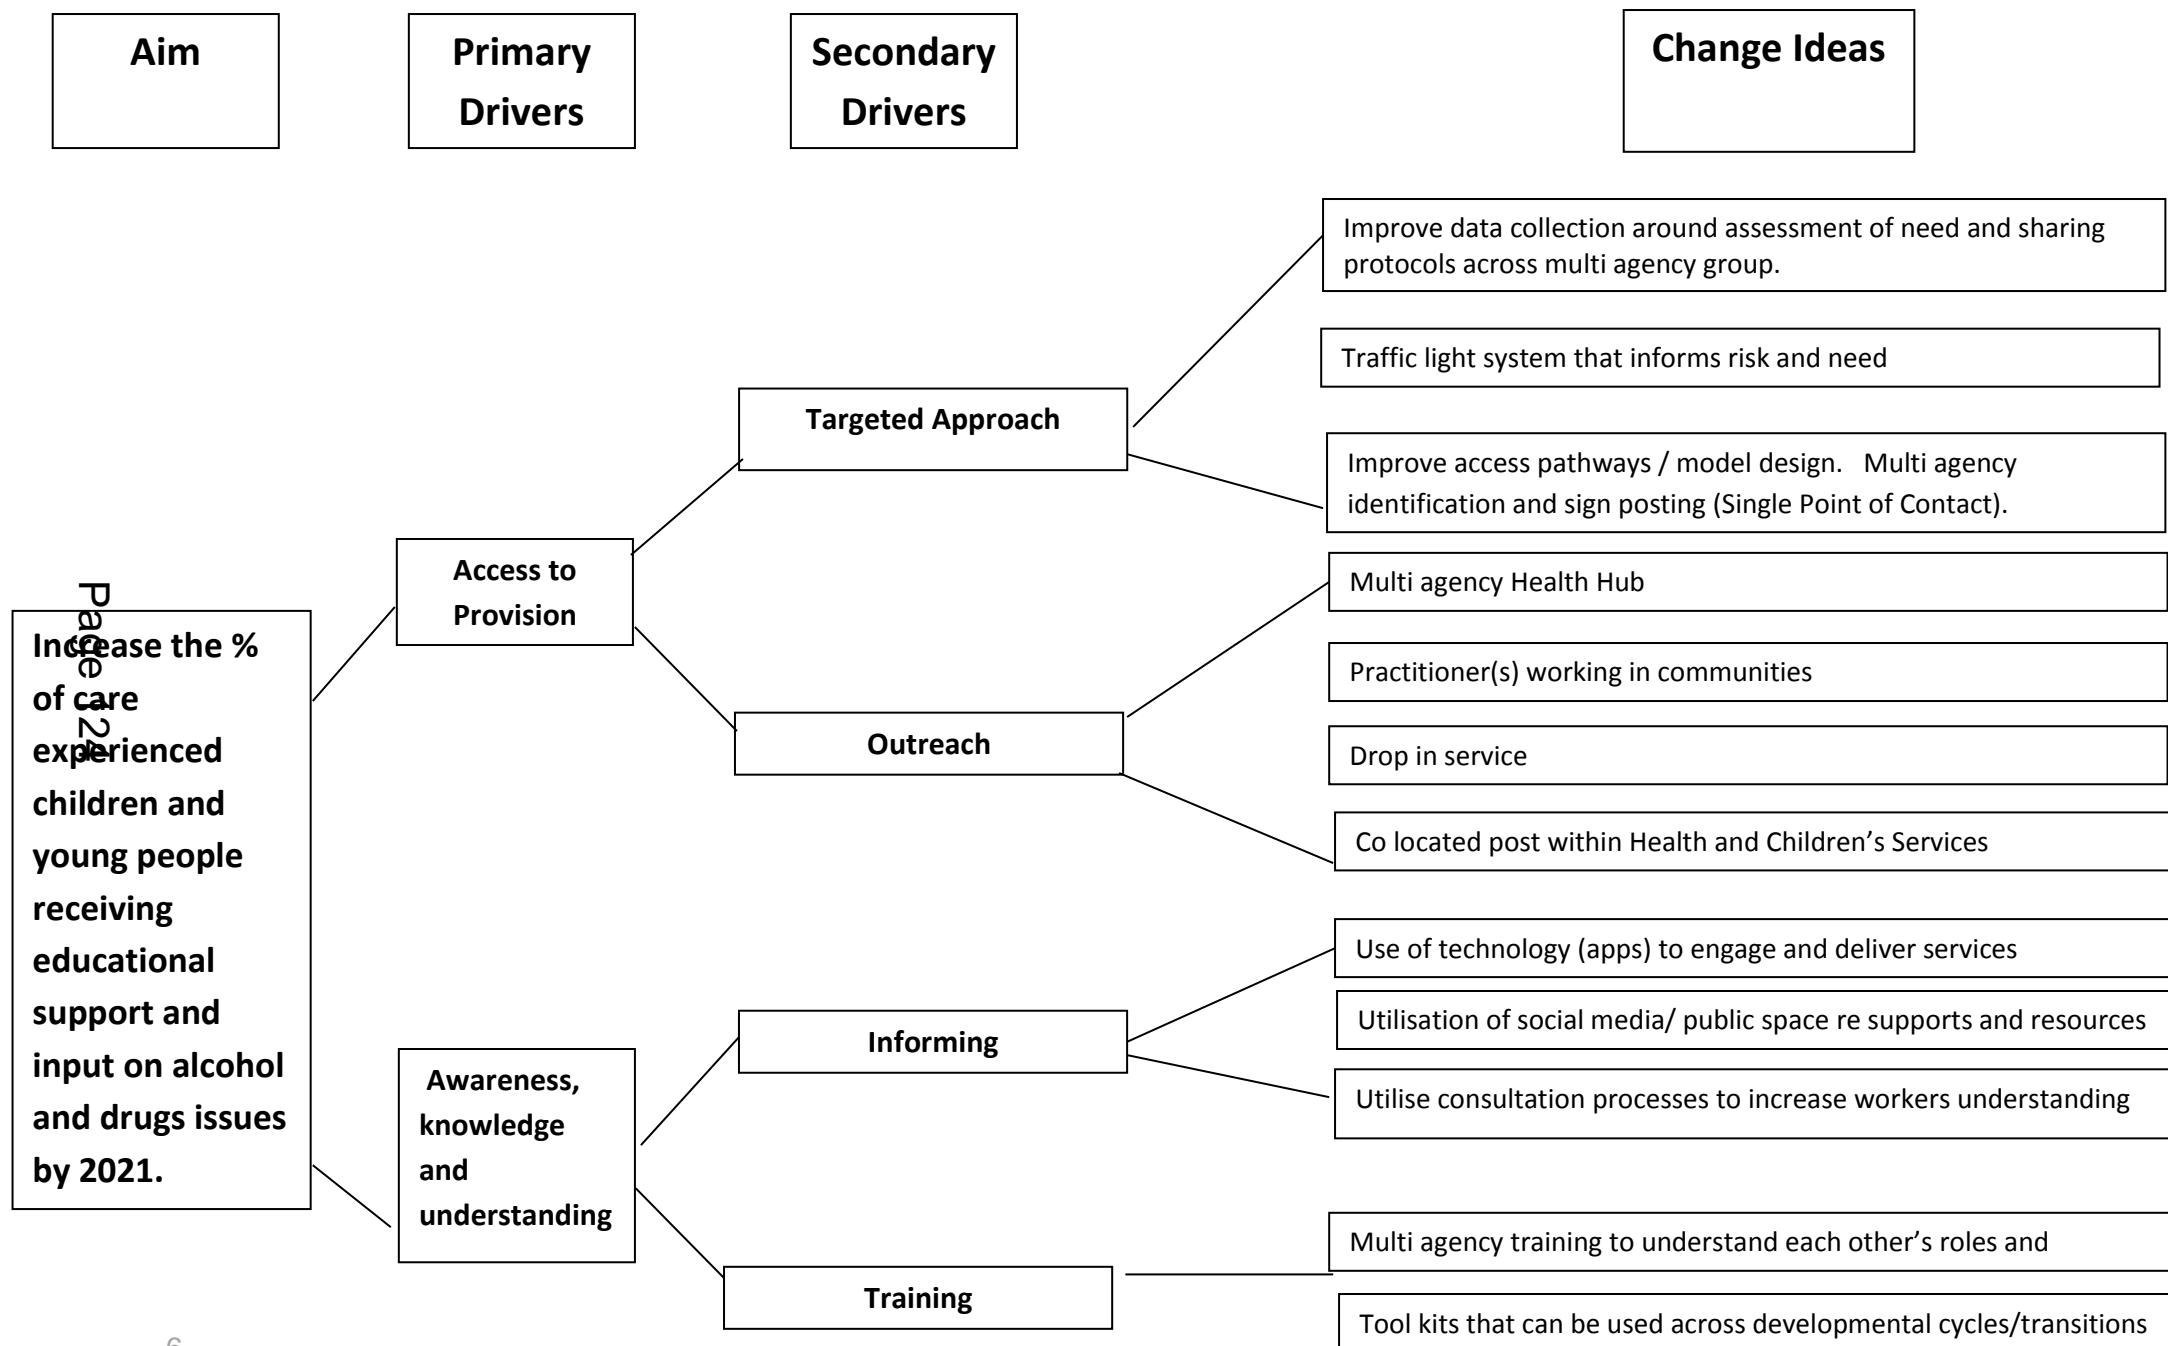 Aim
Primary
Drivers
Secondary
Drivers
Change Ideas
Improve data collection around assessment of need and sharing
protocols across multi agency group.
Traffic light system that informs risk and need
Targeted Approach
Improve access pathways / model design.   Multi agency
identification and sign posting (Single Point of Contact).
Access to
Provision
Multi agency Health Hub
Practitioner(s) working in communities
Outreach
Drop in service
Co located post within Health and Children’s Services
Page 124
Increase the %
of care
experienced
children and
young people
receiving
educational
support and
input on alcohol
and drugs issues
by 2021.
Use of technology (apps) to engage and deliver services
Utilisation of social media/ public space re supports and resources
Informing
Utilise consultation processes to increase workers understanding
Awareness,
knowledge
and
understanding
Multi agency training to understand each other’s roles and
Training
Tool kits that can be used across developmental cycles/transitions